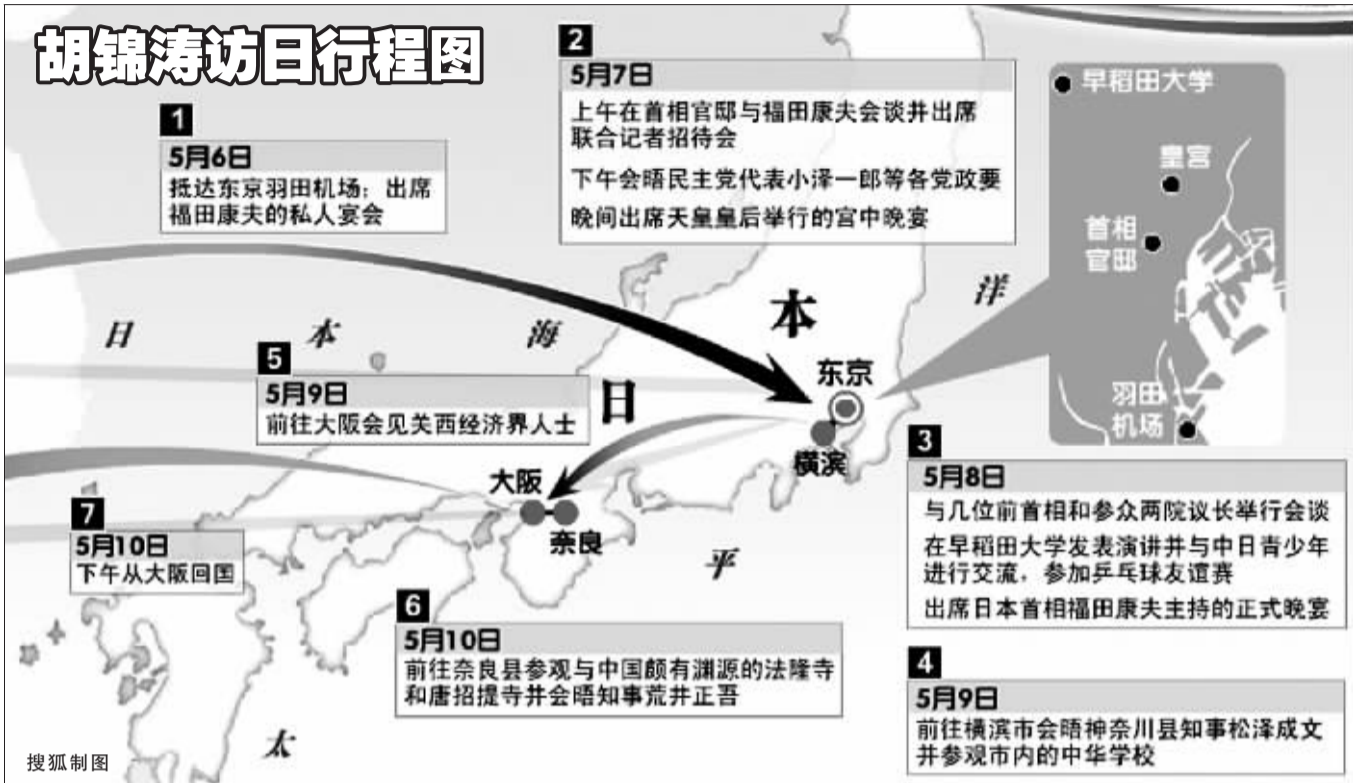 胡锦涛访日行程图
1
5月6日
抵达东京羽田机场；出席
福田康夫的私人宴会
2
5月7日
上午在首相官邸与福田康夫会谈并出席
联合记者招待会
下午会晤民主党代表小泽一郎等各党政要
晚间出席天皇皇后举行的宫中晚宴
早稻田大学
皇宫
首相
官邸
羽田
机场
日 本 海
本
日
洋
平
太
东京
横滨
大阪
奈良
3
5月8日
与几位前首相和参众两院议长举行会谈
在早稻田大学发表演讲并与中日青少年
进行交流，参加乒乓球友谊赛
出席日本首相福田康夫主持的正式晚宴
4
5月9日
前往横滨市会晤神奈川县知事松泽成文
并参观市内的中华学校
5
5月9日
前往大阪会见关西经济界人士
6
5月10日
前往奈良县参观与中国颇有渊源的法隆寺
和唐招提寺并会晤知事荒井正吾
7
5月10日
下午从大阪回国
搜狐制图